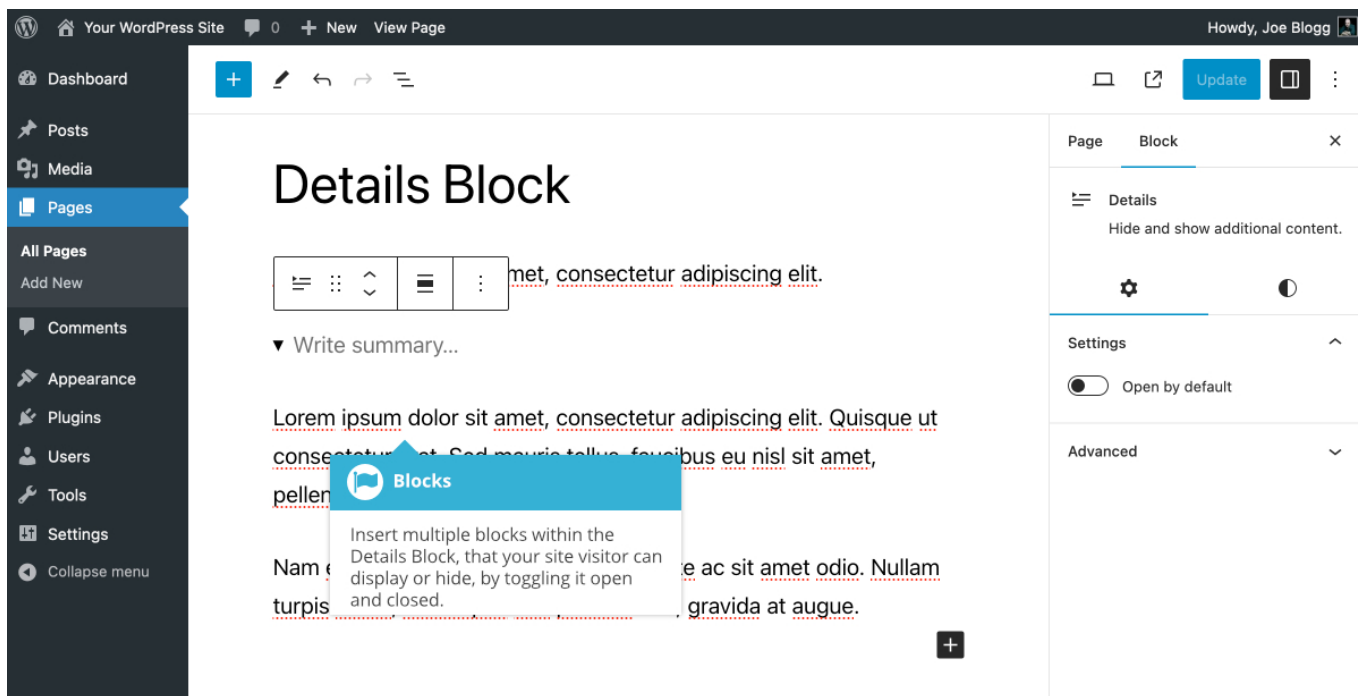 Your WordPress Site 0 New View Page Howdy, Joe Blogg
Dashboard
Posts
Media
Pages
All Pages
Add New
Comments
Appearance
Plugins
Users
Tools
Settings
Collapse menu
Update
Details Block
met, consectetur adipiscing elit.
Write summary...
Lorem ipsum dolor sit amet, consectetur adipiscing elit. Quisque ut
sit amet,
Blocks
Insert multiple blocks within the
Details Block, that your site visitor can
display or hide, by toggling it open
and closed.
Nam ac sit amet odio. Nullam
turpis gravida at augue.
Page Block
Details
Hide and show additional content.
Settings
Open by default
Advanced